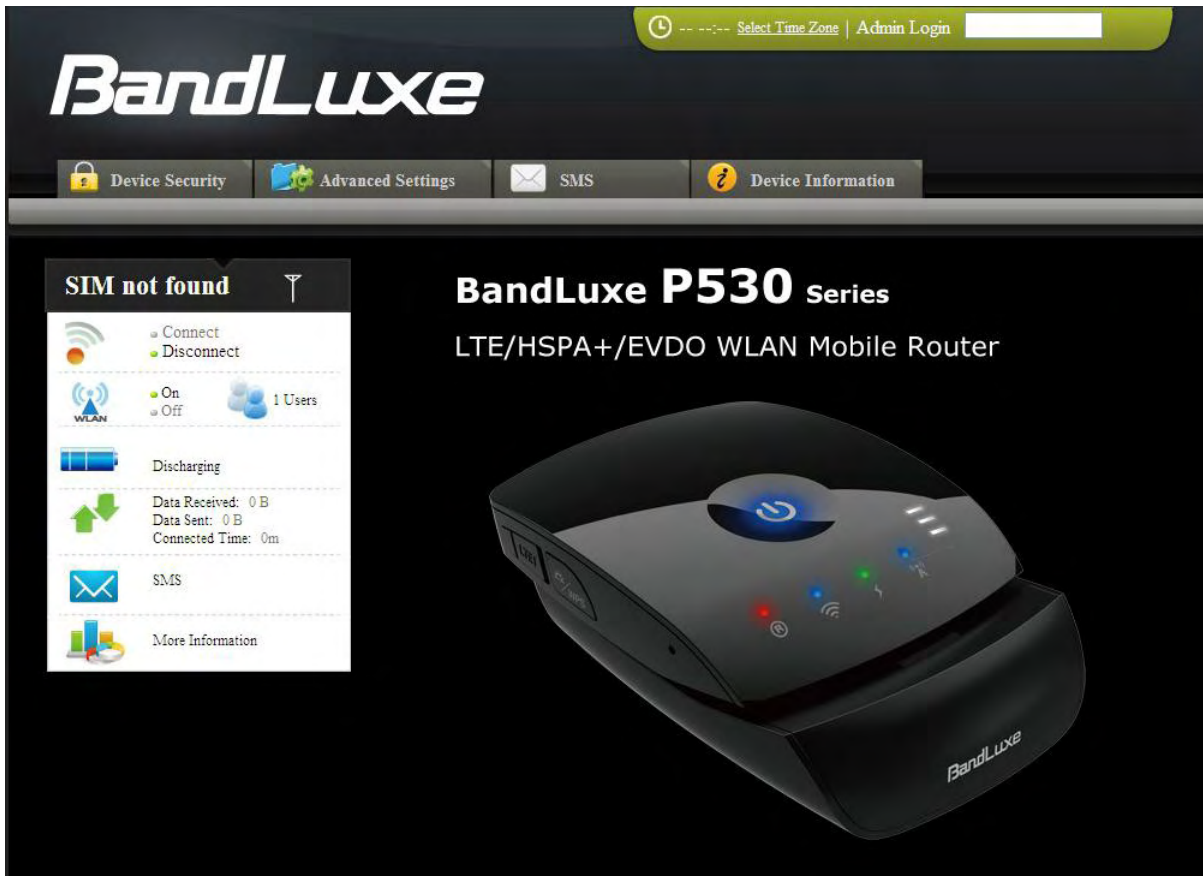 -- --:-- Select Time Zone | Admin Login
BandLuxe
Device Security
Advanced Settings
SMS
Device Information
SIM not found
Connect
Disconnect
WLAN
On
Off
1 Users
Discharging
Data Received: 0 B
Data Sent: 0 B
Connected Time: 0m
SMS
More Information
BandLuxe P530 Series
LTE/HSPA+/EVDO WLAN Mobile Router
LTE
BandLuxe